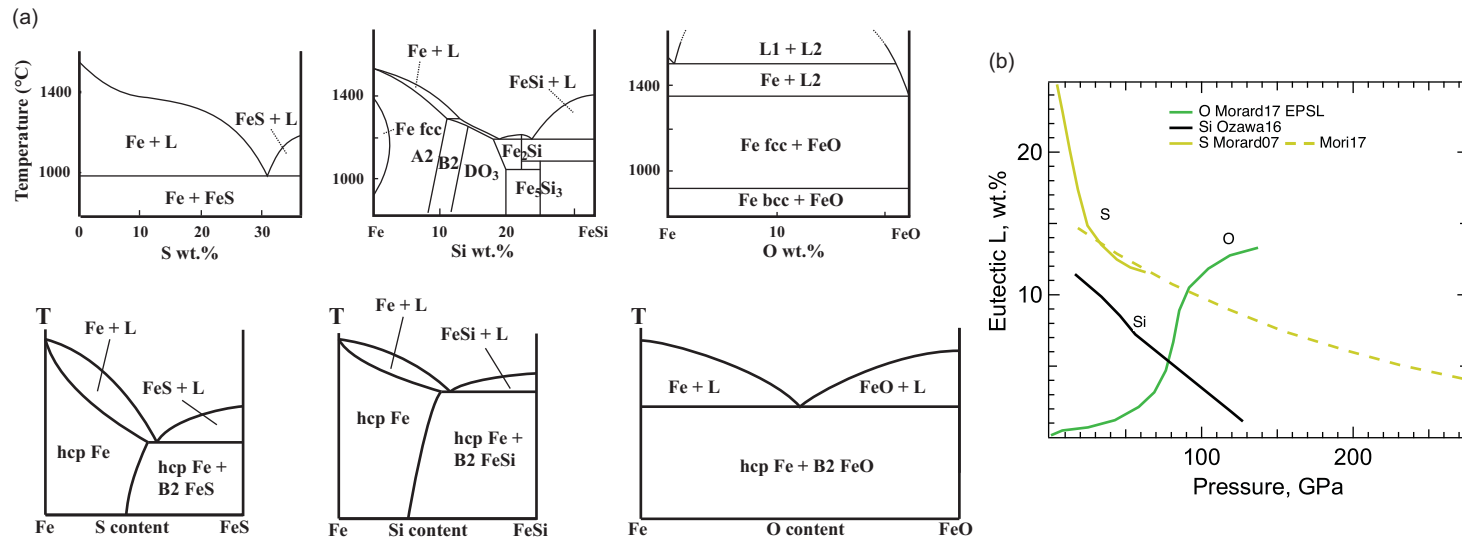 (a)
Temperature (°C)
1400
1200
1000
Fe + L
FeS + L
Fe + FeS
0
10
20
30
S wt.%
Fe + L
FeSi + L
1400
1000
Fe fcc
A2
B2
DO3
Fe2Si
Fe5Si3
Fe
10
20
FeSi
Si wt.%
L1 + L2
Fe + L2
1400
1000
Fe fcc + FeO
Fe bcc + FeO
Fe
10
FeO
O wt.%
T
Fe + L
FeS + L
hcp Fe
hcp Fe +
B2 FeS
Fe
S content
FeS
T
Fe + L
FeSi + L
hcp Fe
hcp Fe +
B2 FeSi
Fe
Si content
FeSi
T
Fe + L
FeO + L
hcp Fe + B2 FeO
Fe
O content
FeO
(b)
Eutectic L, wt.%
20
10
O Morard17 EPSL
Si Ozawa16
S Morard07
Mori17
S
O
Si
100
200
Pressure, GPa